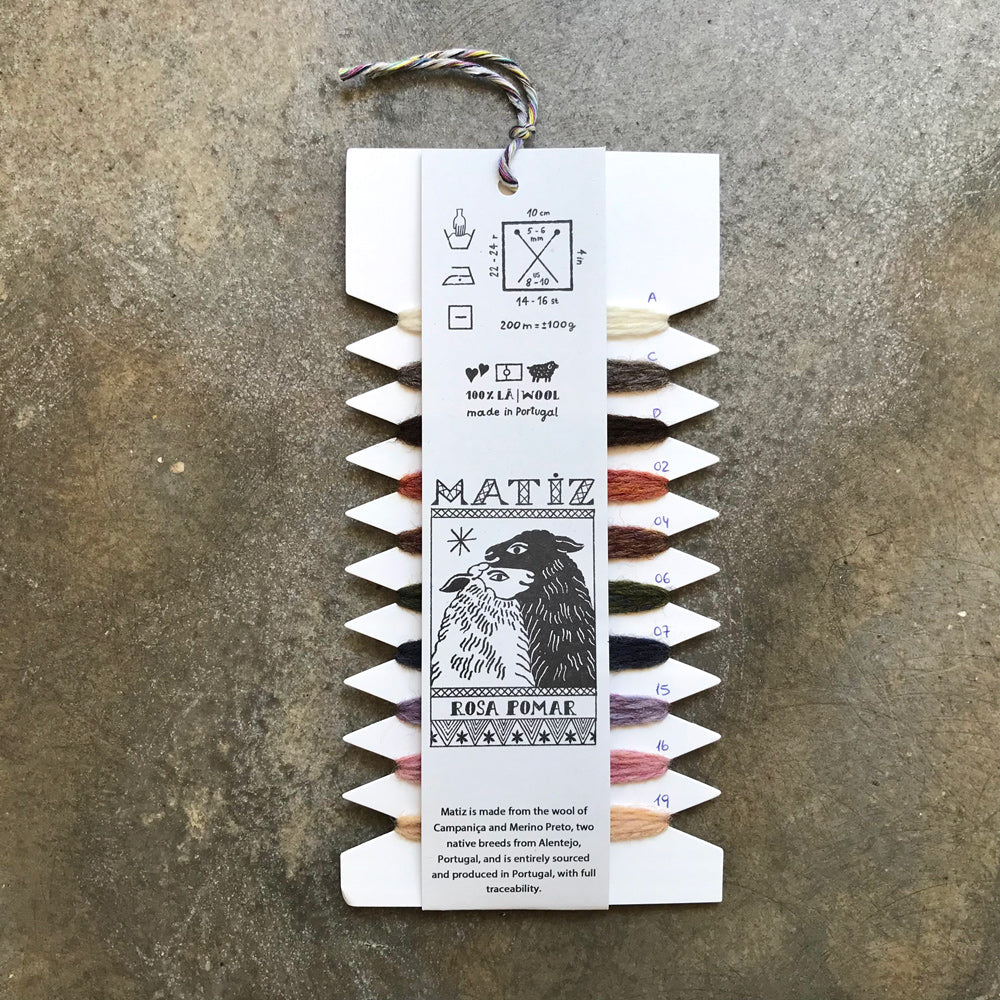 10 cm
22 - 24 r
5 - 6
mm
4 in
US
8 - 10
14 - 16 st
200 m = ±100g
100% LÃ | WOOL
made in Portugal
MATIZ
ROSA POMAR
Matiz is made from the wool of
Campaniça and Merino Preto, two
native breeds from Alentejo,
Portugal, and is entirely sourced
and produced in Portugal, with full
traceability.
A
C
D
02
04
06
07
15
16
19